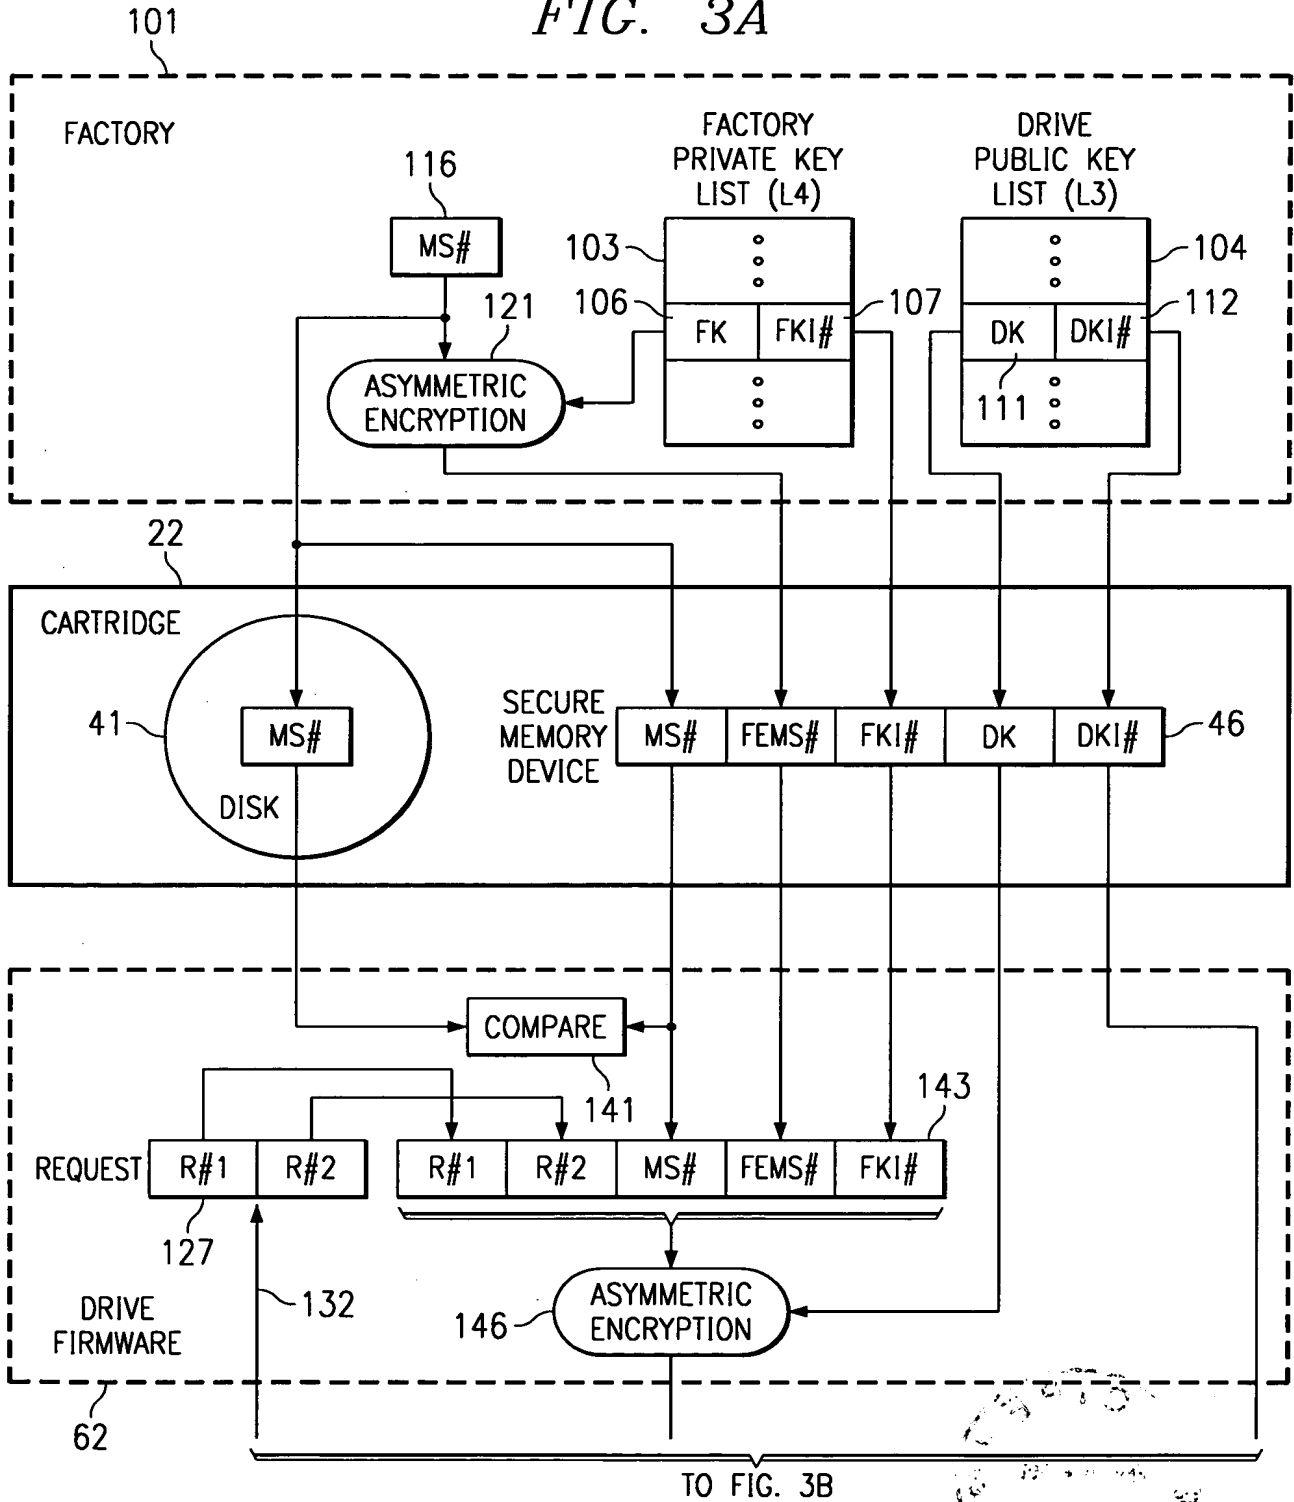 FIG. 3A
101
FACTORY
116
MS#
121
ASYMMETRIC
ENCRYPTION
FACTORY
PRIVATE KEY
LIST (L4)
103
106
107
FK
FKI#
DRIVE
PUBLIC KEY
LIST (L3)
104
112
DK
DKI#
111
22
CARTRIDGE
41
MS#
DISK
SECURE
MEMORY
DEVICE
MS#
FEMS#
FKI#
DK
DKI#
46
COMPARE
141
143
REQUEST
R#1
R#2
R#1
R#2
MS#
FEMS#
FKI#
127
132
ASYMMETRIC
ENCRYPTION
146
DRIVE
FIRMWARE
62
TO FIG. 3B